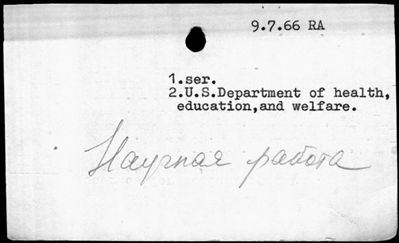 9.7.66 RA
1.ser.
2.U.S.Department of health,
education,and welfare.
Научная работа